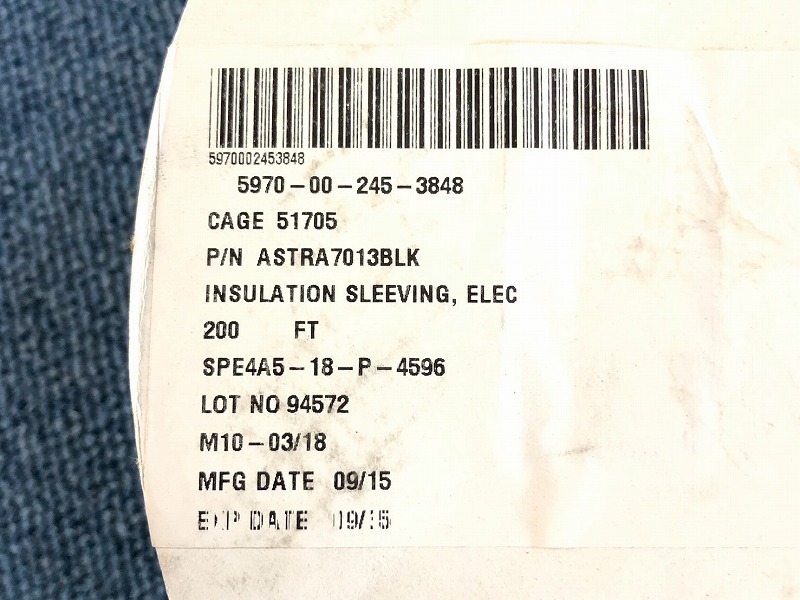 5970002453848
5970-00-245-3848
CAGE 51705
P/N ASTRA7013BLK
INSULATION SLEEVING, ELEC
200 FT
SPE4A5-18-P-4596
LOT NO 94572
M10-03/18
MFG DATE 09/15
EXP DATE